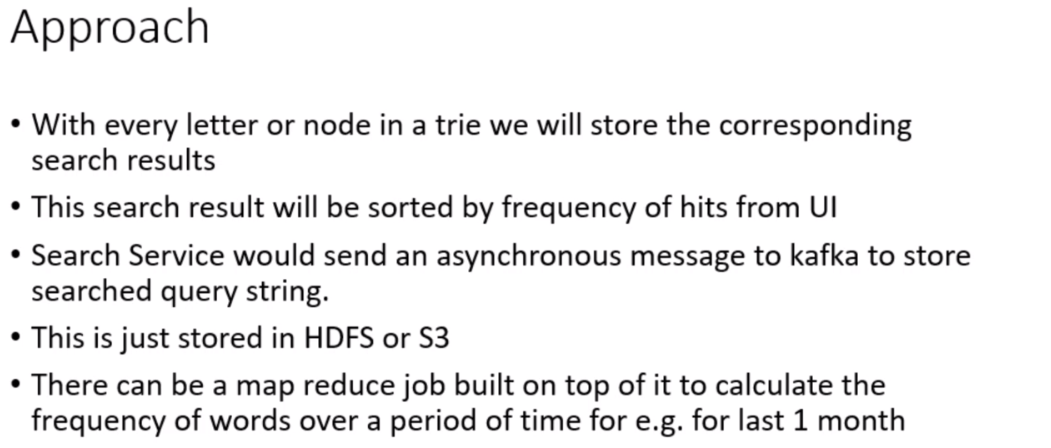 Approach
• With every letter or node in a trie we will store the corresponding
search results
• This search result will be sorted by frequency of hits from UI
• Search Service would send an asynchronous message to kafka to store
searched query string.
• This is just stored in HDFS or S3
• There can be a map reduce job built on top of it to calculate the
frequency of words over a period of time for e.g. for last 1 month